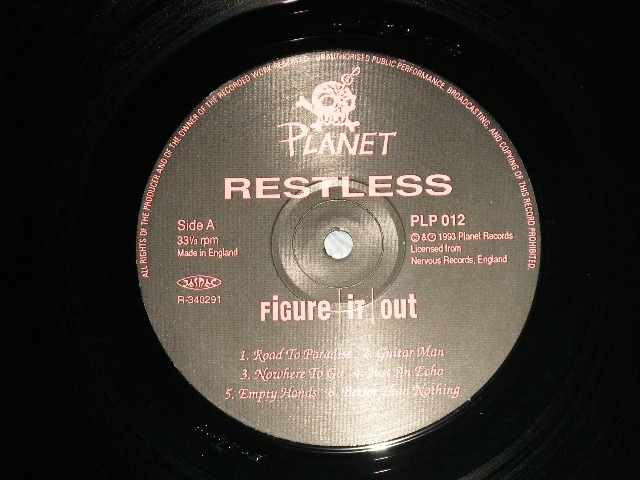 ALL RIGHTS OF THE PRODUCER AND OF THE OWNER OF THE RECORDED WORK UNAUTHORISED PUBLIC PERFORMANCE, BROADCASTING, AND COPYING OF THIS RECORD PROHIBITED.
PLANET
RESTLESS
Side A
33⅓ rpm
Made in England
JASRAC
R-340291
PLP 012
© & ℗ 1993 Planet Records
Licensed from
Nervous Records, England
FiGure iT out
1. Road To Paradise 2. Guitar Man
3. Nowhere To Go 4. Just An Echo
5. Empty Hands 6. Better Than Nothing